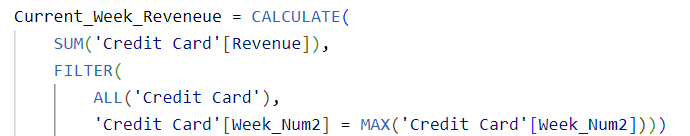 Current_Week_Reveneue = CALCULATE(
SUM('Credit Card'[Revenue]),
FILTER(
ALL('Credit Card'),
'Credit Card'[Week_Num2] = MAX('Credit Card'[Week_Num2])))